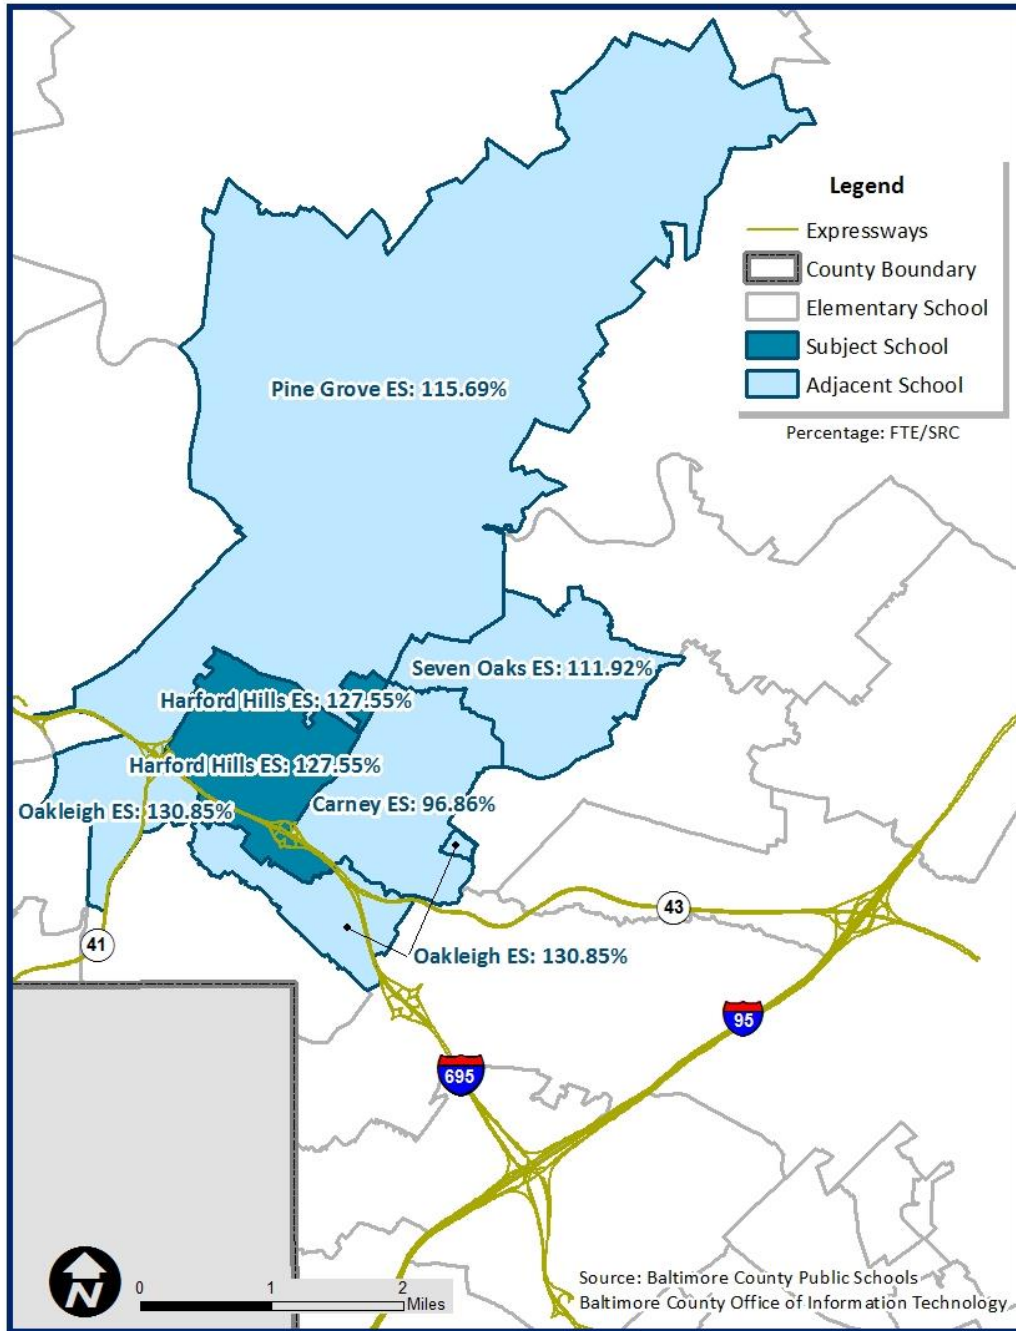 Legend
Expressways
County Boundary
Elementary School
Subject School
Adjacent School
Percentage: FTE/SRC
Pine Grove ES: 115.69%
Seven Oaks ES: 111.92%
Harford Hills ES: 127.55%
Harford Hills ES: 127.55%
Carney ES: 96.86%
Oakleigh ES: 130.85%
43
41
Oakleigh ES: 130.85%
95
695
N
0 1 2
Miles
Source: Baltimore County Public Schools
Baltimore County Office of Information Technology